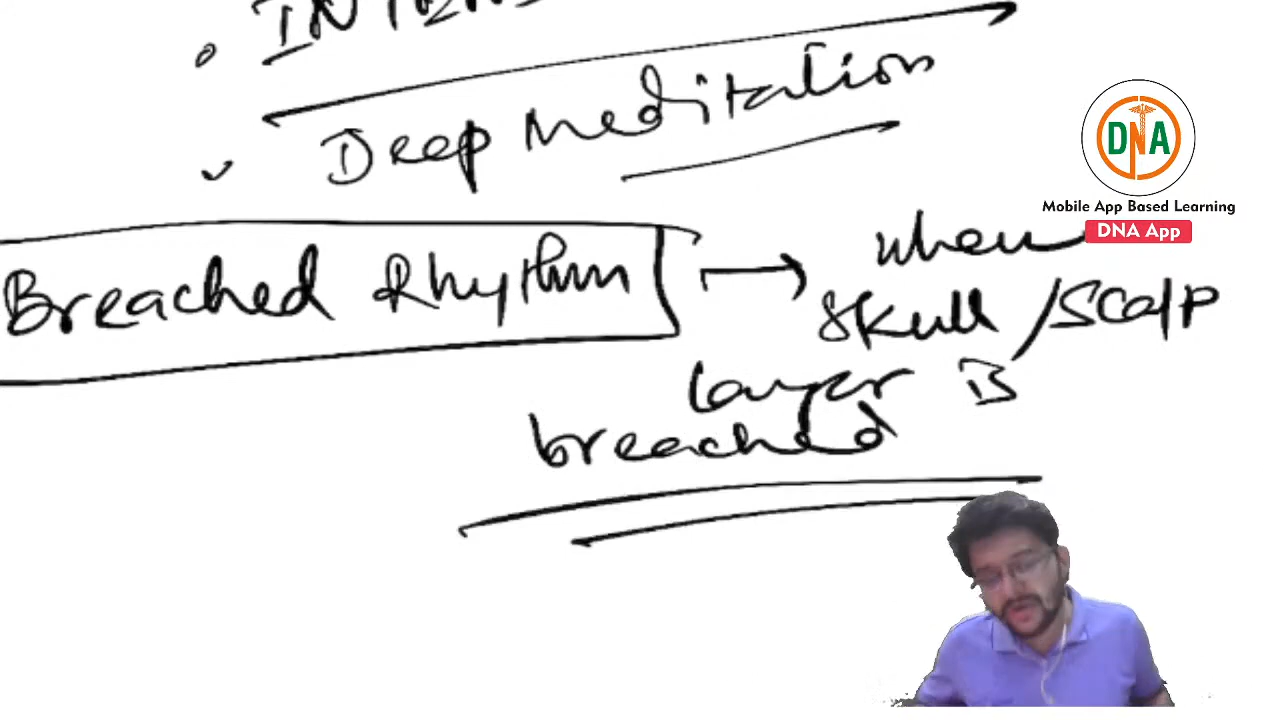 Deep Meditation
DNA
Mobile App Based Learning
DNA App
Breached Rhythm → when
skull / scalp
layer is
breached